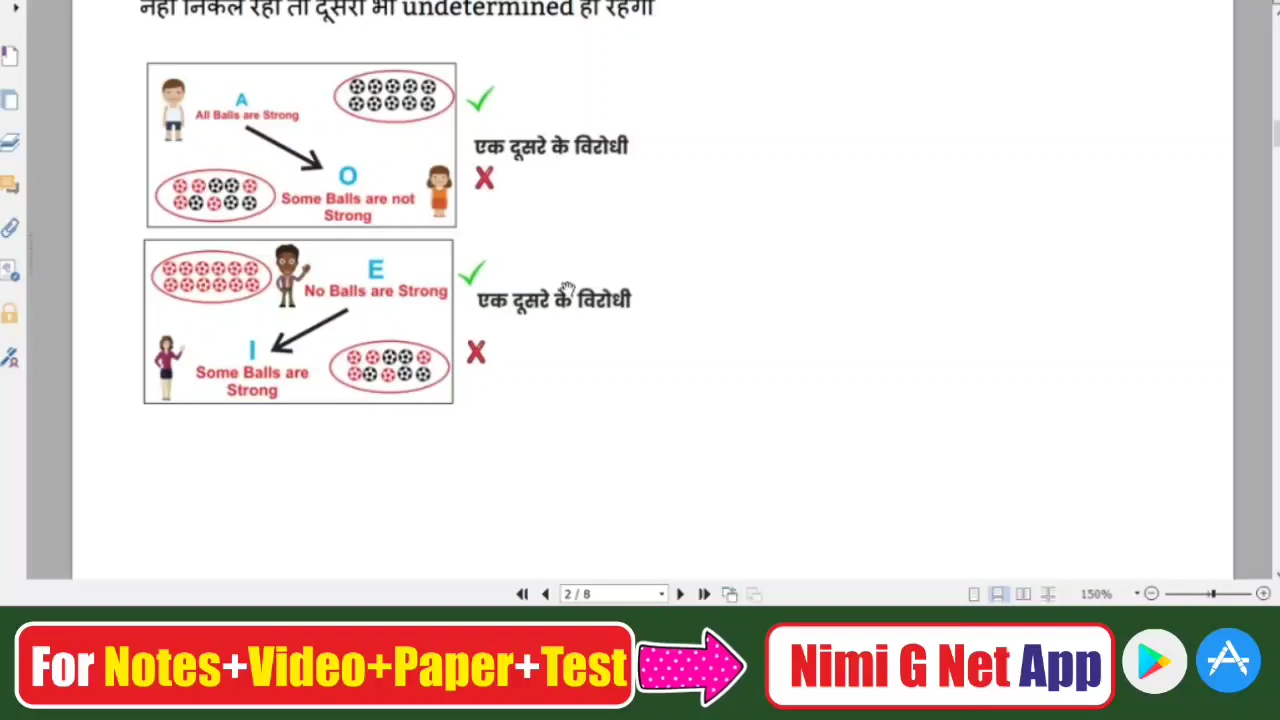 नहीं निकल रहा तो दूसरा भी undetermined ही रहेगा
A
All Balls are Strong
एक दूसरे के विरोधी
O
Some Balls are not
Strong
E
No Balls are Strong
एक दूसरे के विरोधी
I
Some Balls are
Strong
2 / 8
150%
For Notes+Video+Paper+Test
Nimi G Net App